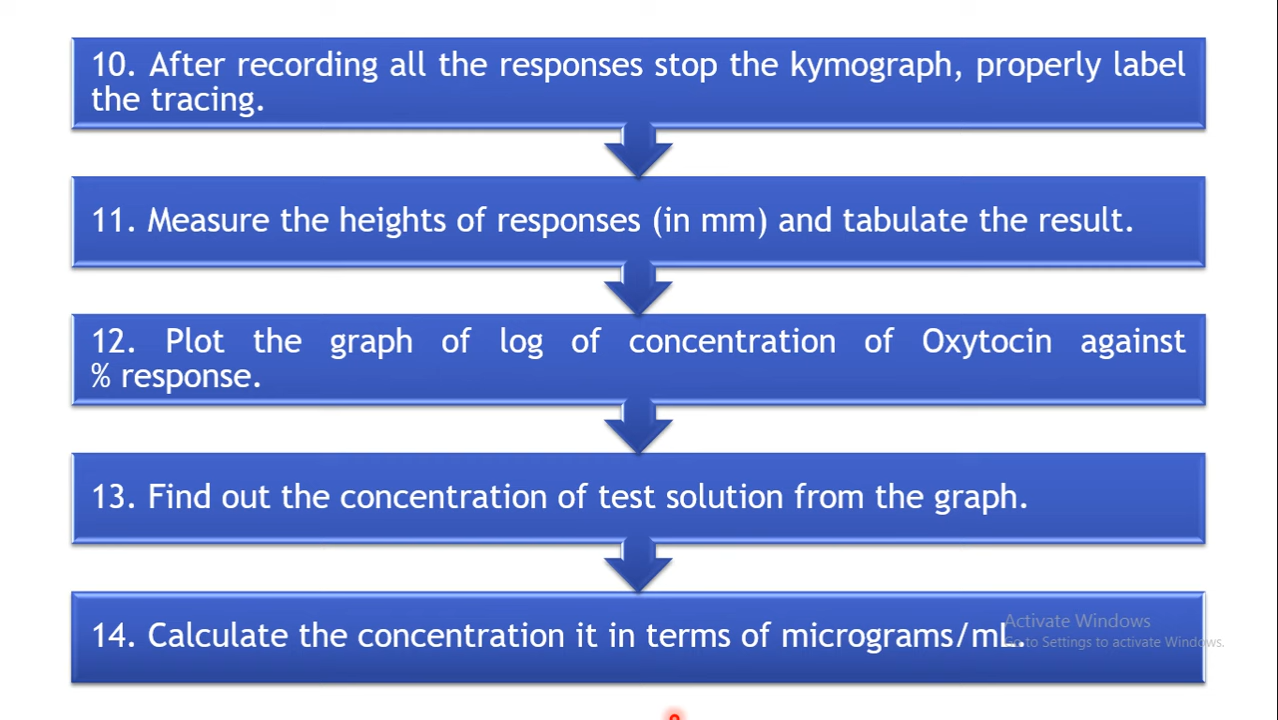 10. After recording all the responses stop the kymograph, properly label
the tracing.
11. Measure the heights of responses (in mm) and tabulate the result.
12. Plot the graph of log of concentration of Oxytocin against
% response.
13. Find out the concentration of test solution from the graph.
14. Calculate the concentration it in terms of micrograms/mL.
Activate Windows
Go to Settings to activate Windows.